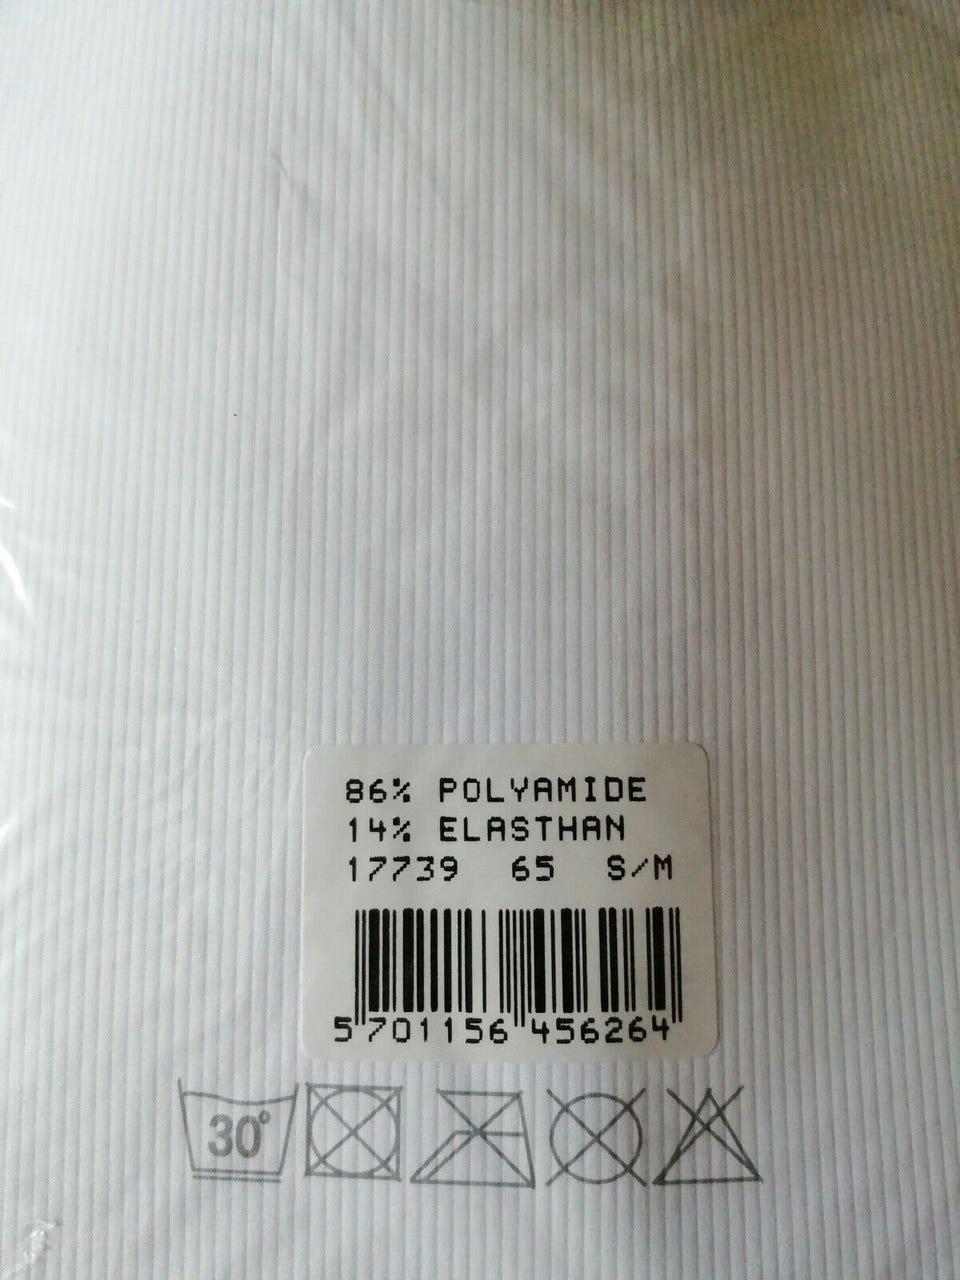 86% POLYAMIDE
14% ELASTHAN
17739 65 S/M
5"701156"456264"
30°